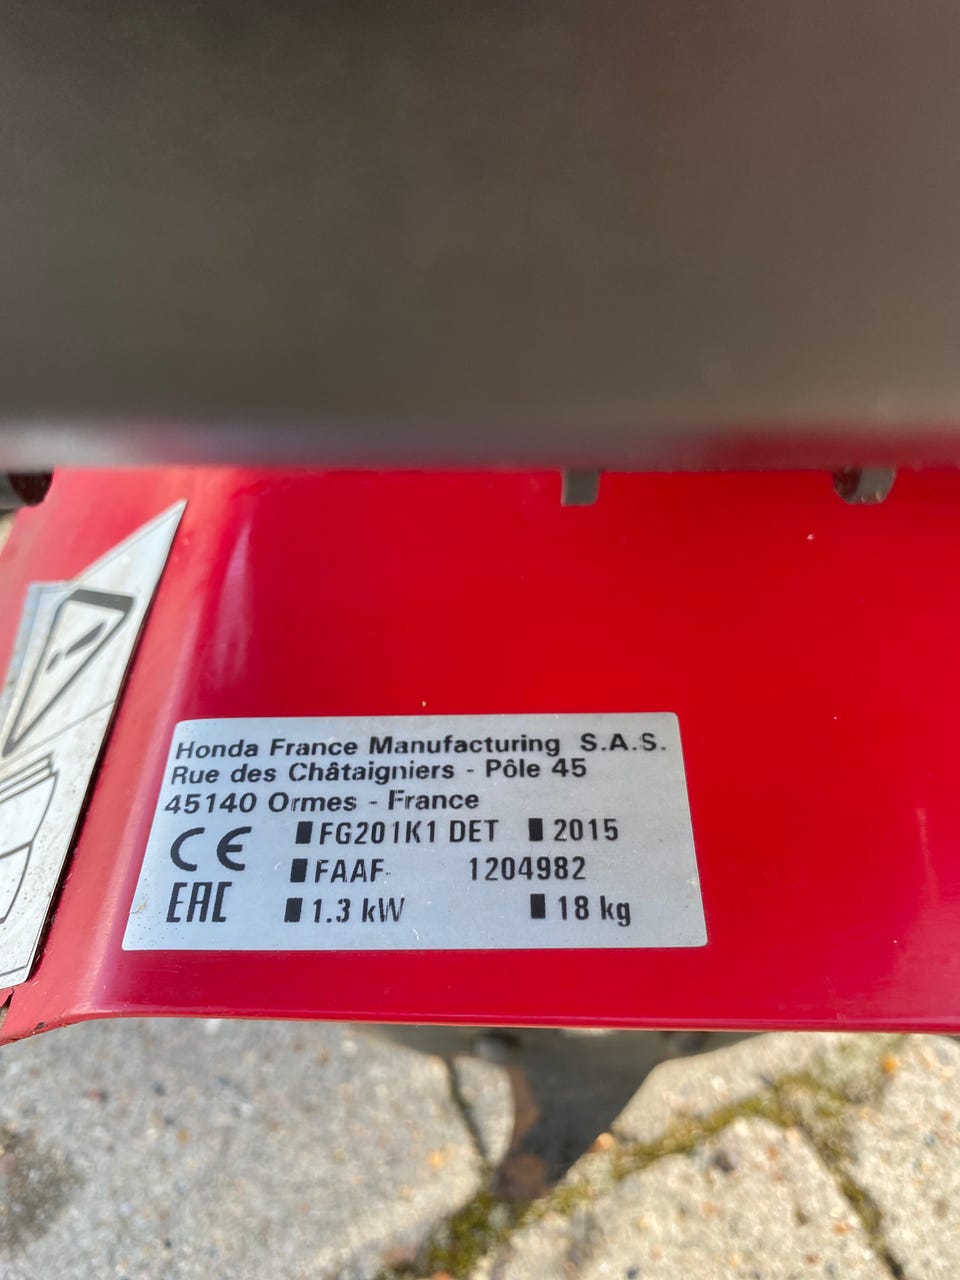 Honda France Manufacturing S.A.S.
Rue des Châtaigniers - Pôle 45
45140 Ormes - France
CE FG201K1 DET 2015
FAAF- 1204982
EAC 1.3 kW 18 kg